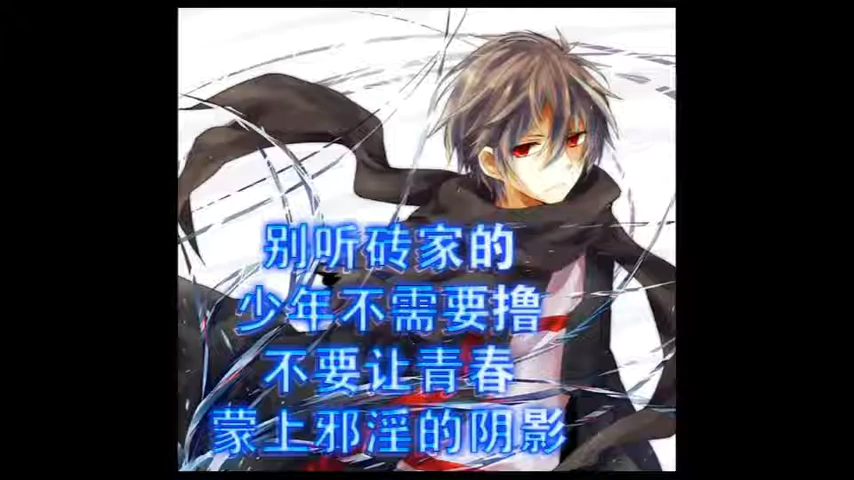 别听砖家的
少年不需要撸
不要让青春
蒙上邪淫的阴影